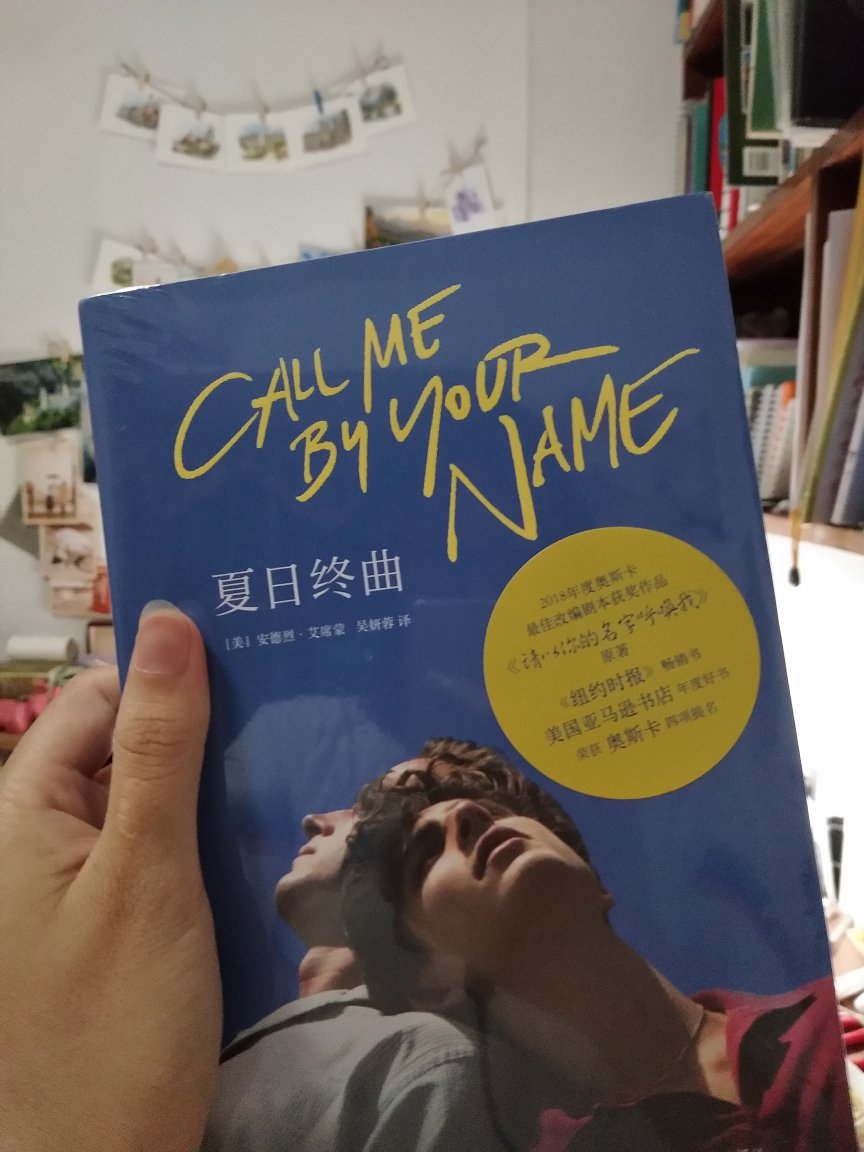 CALL ME
BY YOUR
NAME
夏日终曲
[美] 安德烈·艾席蒙 吴妍蓉 译
2018年度奥斯卡
最佳改编剧本获奖作品
《请以你的名字呼唤我》
原著
《纽约时报》畅销书
美国亚马逊书店 年度好书
荣获 奥斯卡 四项提名